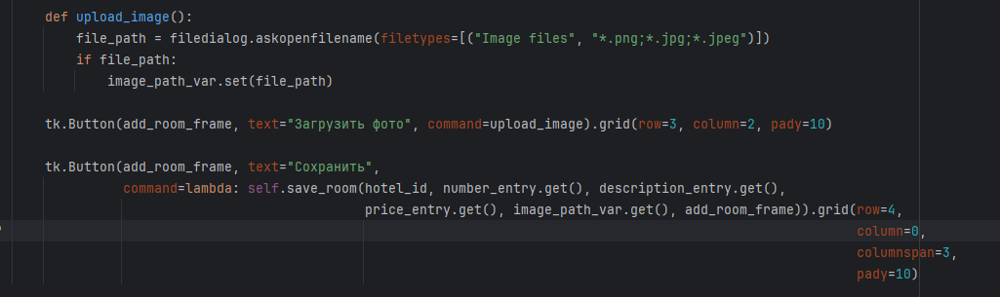 def upload_image():
    file_path = filedialog.askopenfilename(filetypes=[("Image files", "*.png;*.jpg;*.jpeg")])
    if file_path:
        image_path_var.set(file_path)

tk.Button(add_room_frame, text="Загрузить фото", command=upload_image).grid(row=3, column=2, pady=10)

tk.Button(add_room_frame, text="Сохранить",
          command=lambda: self.save_room(hotel_id, number_entry.get(), description_entry.get(),
                                         price_entry.get(), image_path_var.get(), add_room_frame)).grid(row=4,
                                                                                                        column=0,
                                                                                                        columnspan=3,
                                                                                                        pady=10)